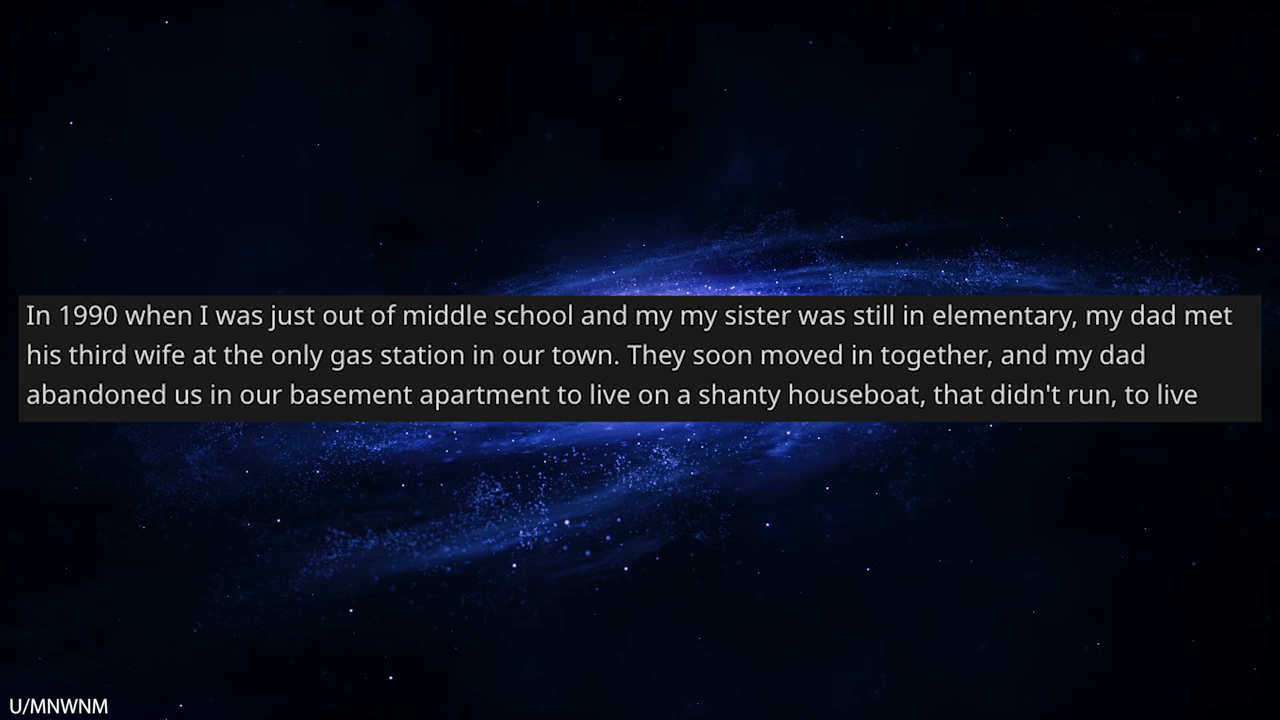 In 1990 when I was just out of middle school and my my sister was still in elementary, my dad met
his third wife at the only gas station in our town. They soon moved in together, and my dad
abandoned us in our basement apartment to live on a shanty houseboat, that didn't run, to live
U/MNWNM